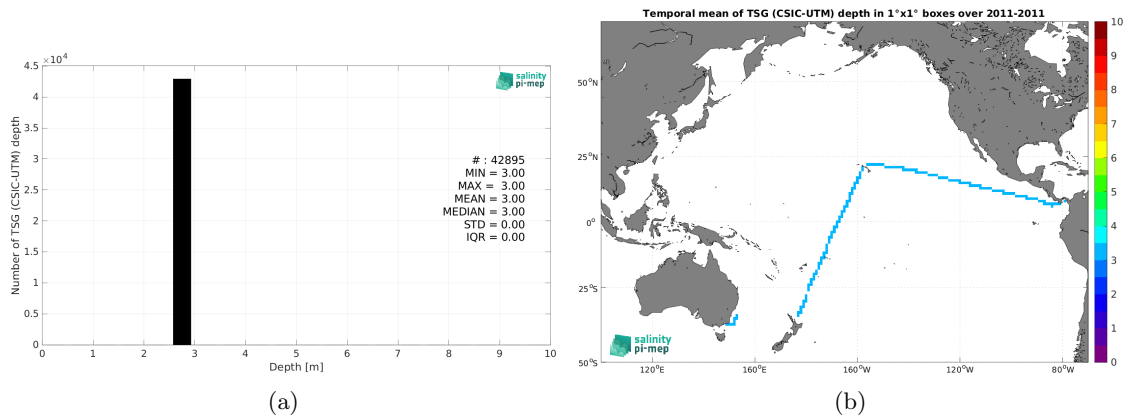 ×10⁴
4.5
4
3.5
3
2.5
2
1.5
1
0.5
0
Number of TSG (CSIC-UTM) depth
salinity
pi-mep
# : 42895
MIN = 3.00
MAX = 3.00
MEAN = 3.00
MEDIAN = 3.00
STD = 0.00
IQR = 0.00
0 1 2 3 4 5 6 7 8 9 10
Depth [m]
(a)
Temporal mean of TSG (CSIC-UTM) depth in 1°x1° boxes over 2011-2011
50°N
25°N
0°
25°S
50°S
120°E 160°E 160°W 120°W 80°W
salinity
pi-mep
10
9
8
7
6
5
4
3
2
1
0
(b)